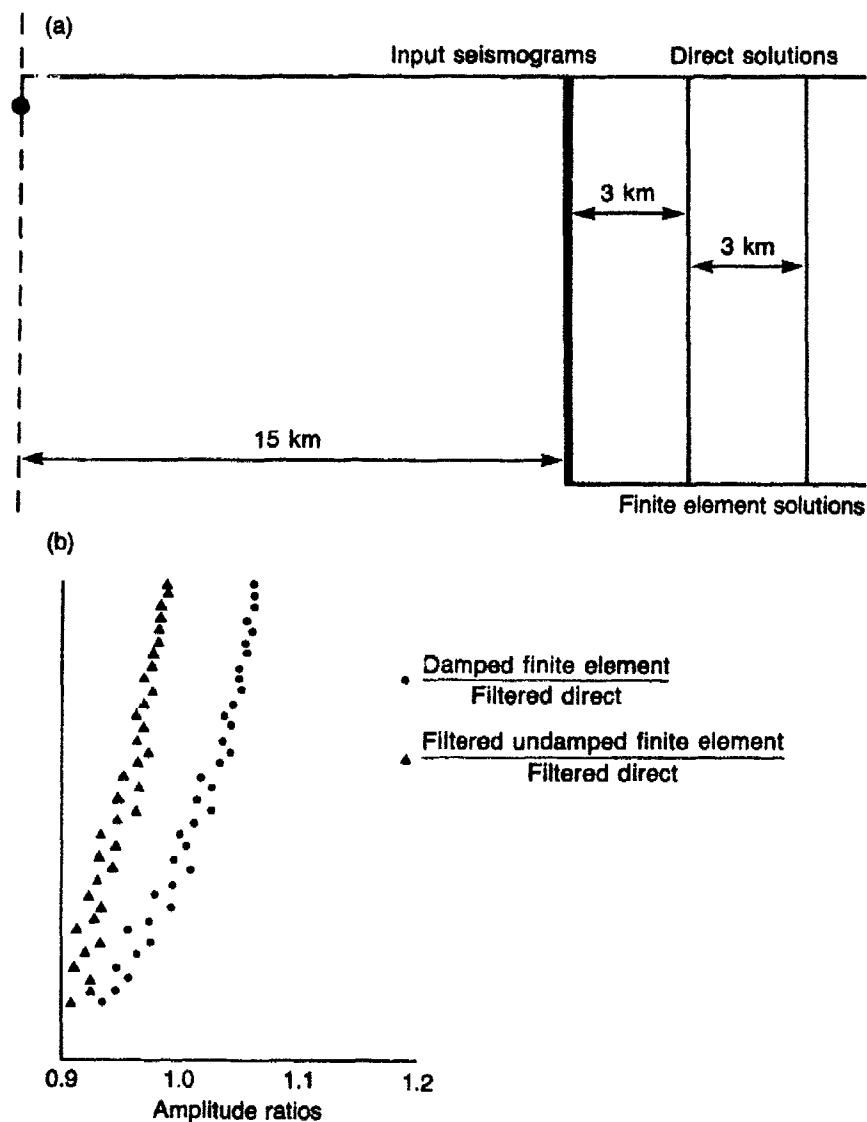 (a)
Input seismograms
Direct solutions
3 km
3 km
15 km
Finite element solutions
(b)
Damped finite element
Filtered direct
Filtered undamped finite element
Filtered direct
0.9 1.0 1.1 1.2
Amplitude ratios